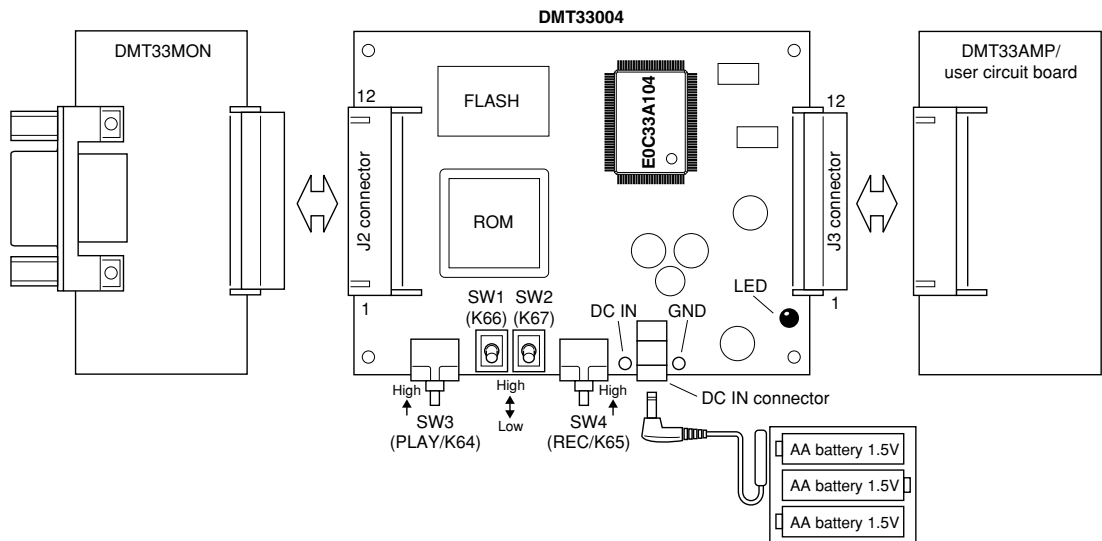 DMT33004
DMT33MON
DMT33AMP/
user circuit board
FLASH
E0C33A104
12
12
J2 connector
J3 connector
ROM
1
1
SW1
(K66)
SW2
(K67)
DC IN
GND
LED
High
High
Low
High
SW3
(PLAY/K64)
SW4
(REC/K65)
DC IN connector
AA battery 1.5V
AA battery 1.5V
AA battery 1.5V